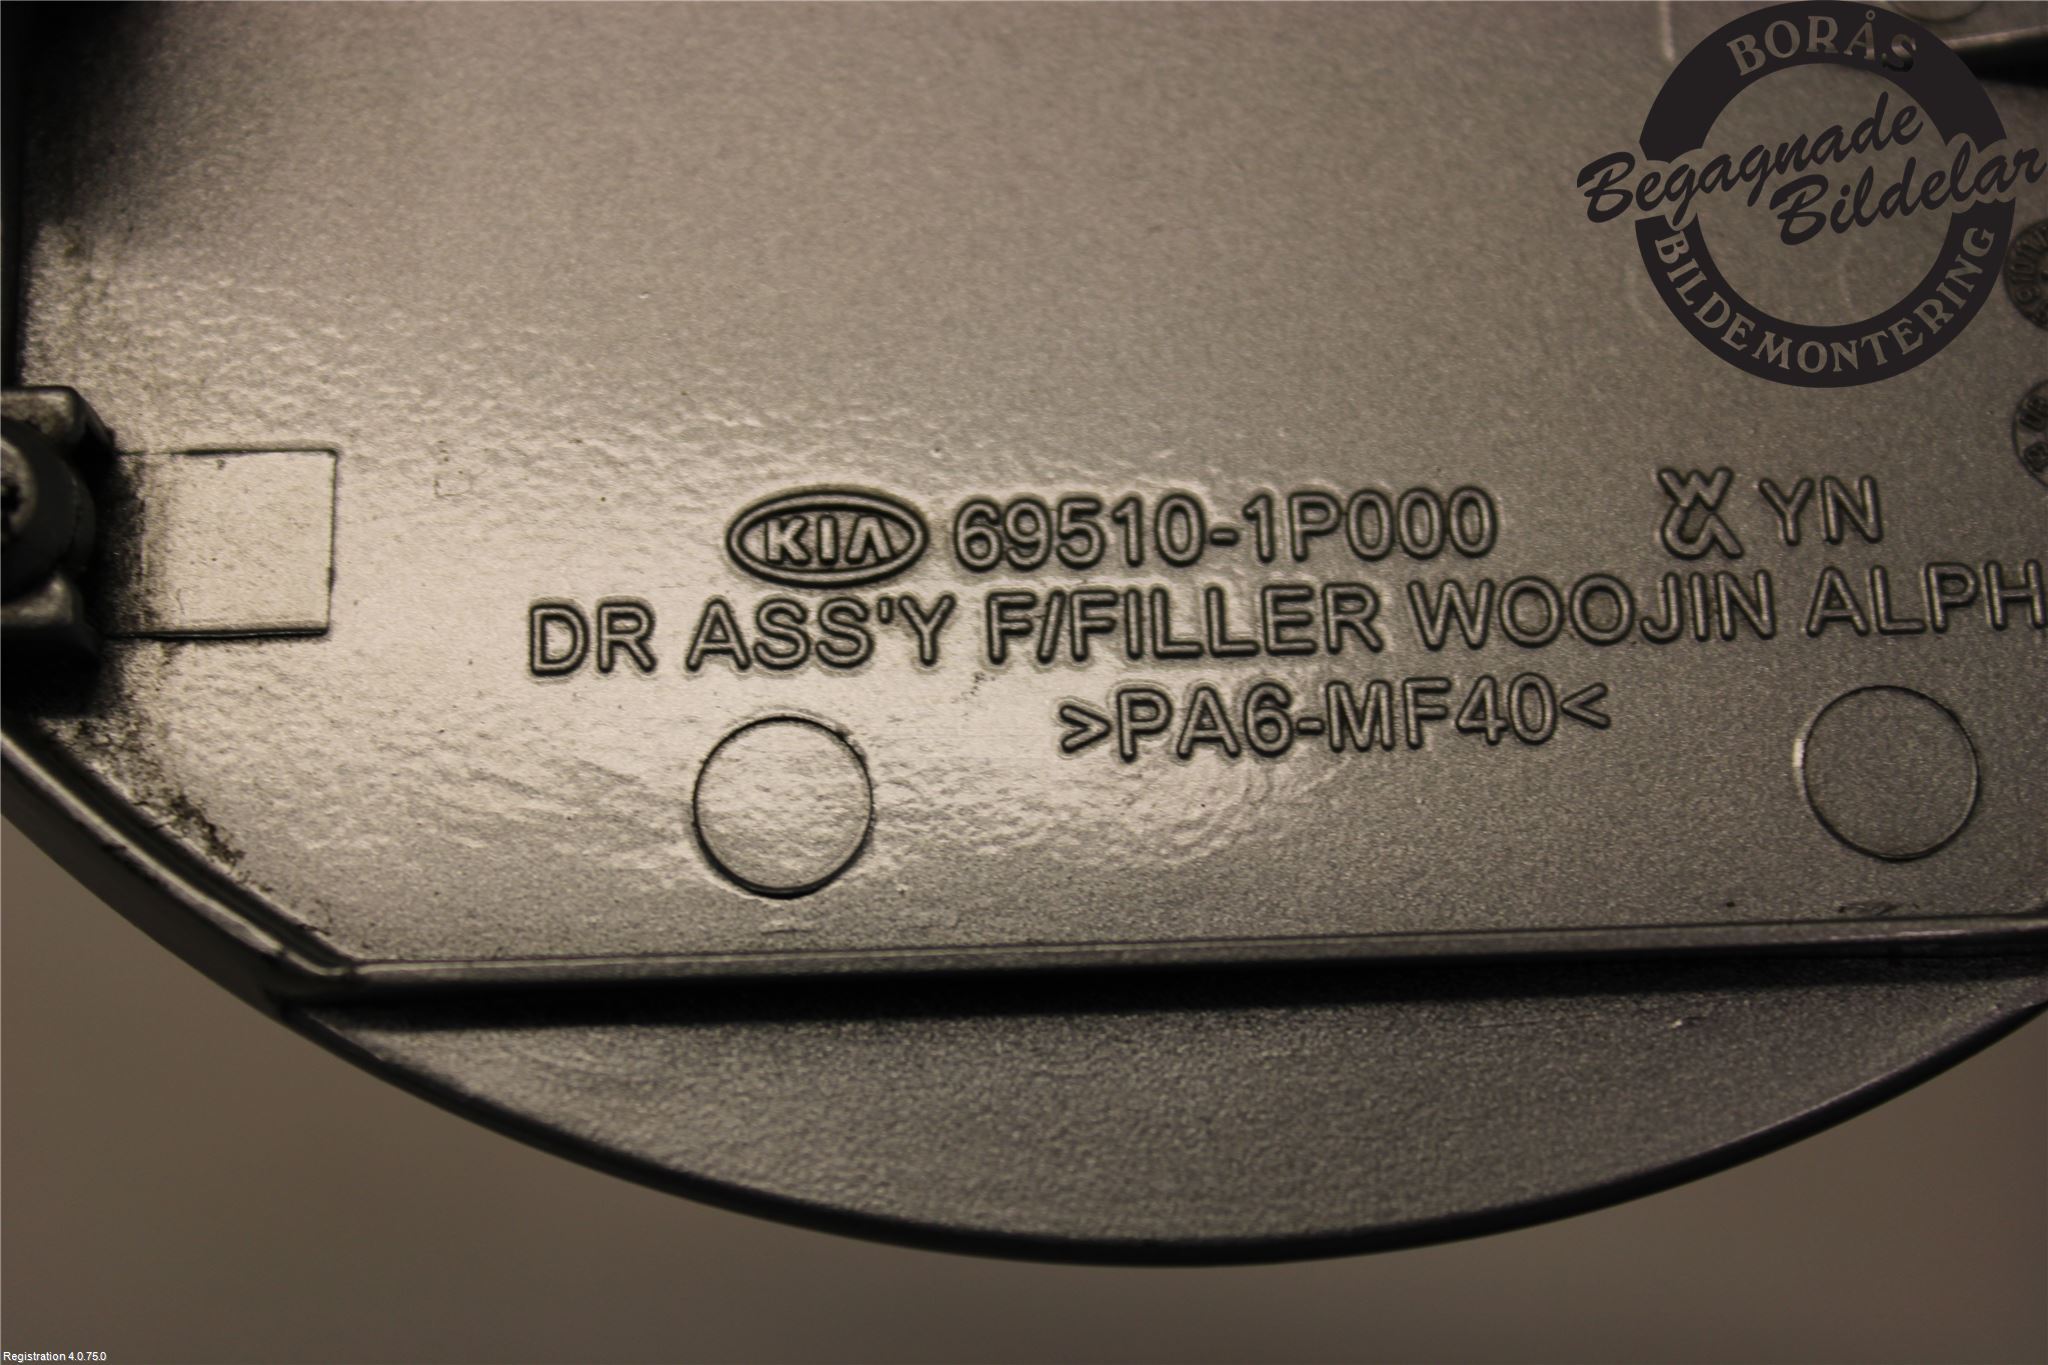 BORÅS
Begagnade
Bildelar
BILDEMONTERING
KIA 69510-1P000 YN
DR ASS'Y F/FILLER WOOJIN ALPH
>PA6-MF40<
Registration 4.0.75.0